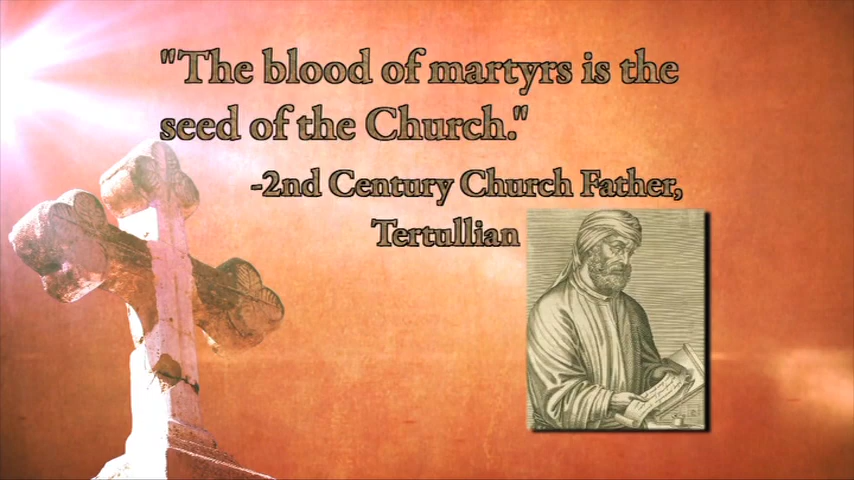 "The blood of martyrs is the
seed of the Church."
-2nd Century Church Father,
Tertullian